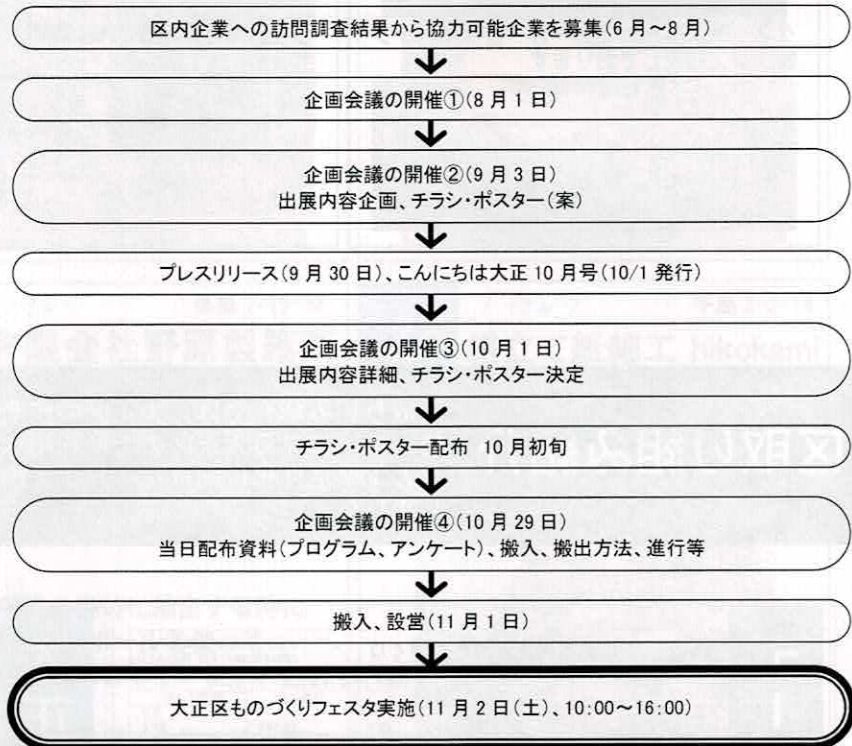 区内企業への訪問調査結果から協力可能企業を募集(6月～8月)
企画会議の開催①(8月1日)
企画会議の開催②(9月3日)
出展内容企画、チラシ・ポスター(案)
プレスリリース(9月30日)、こんにちは大正10月号(10/1発行)
企画会議の開催③(10月1日)
出展内容詳細、チラシ・ポスター決定
チラシ・ポスター配布 10月初旬
企画会議の開催④(10月29日)
当日配布資料(プログラム、アンケート)、搬入、搬出方法、進行等
搬入、設営(11月1日)
大正区ものづくりフェスタ実施(11月2日(土)、10:00～16:00)